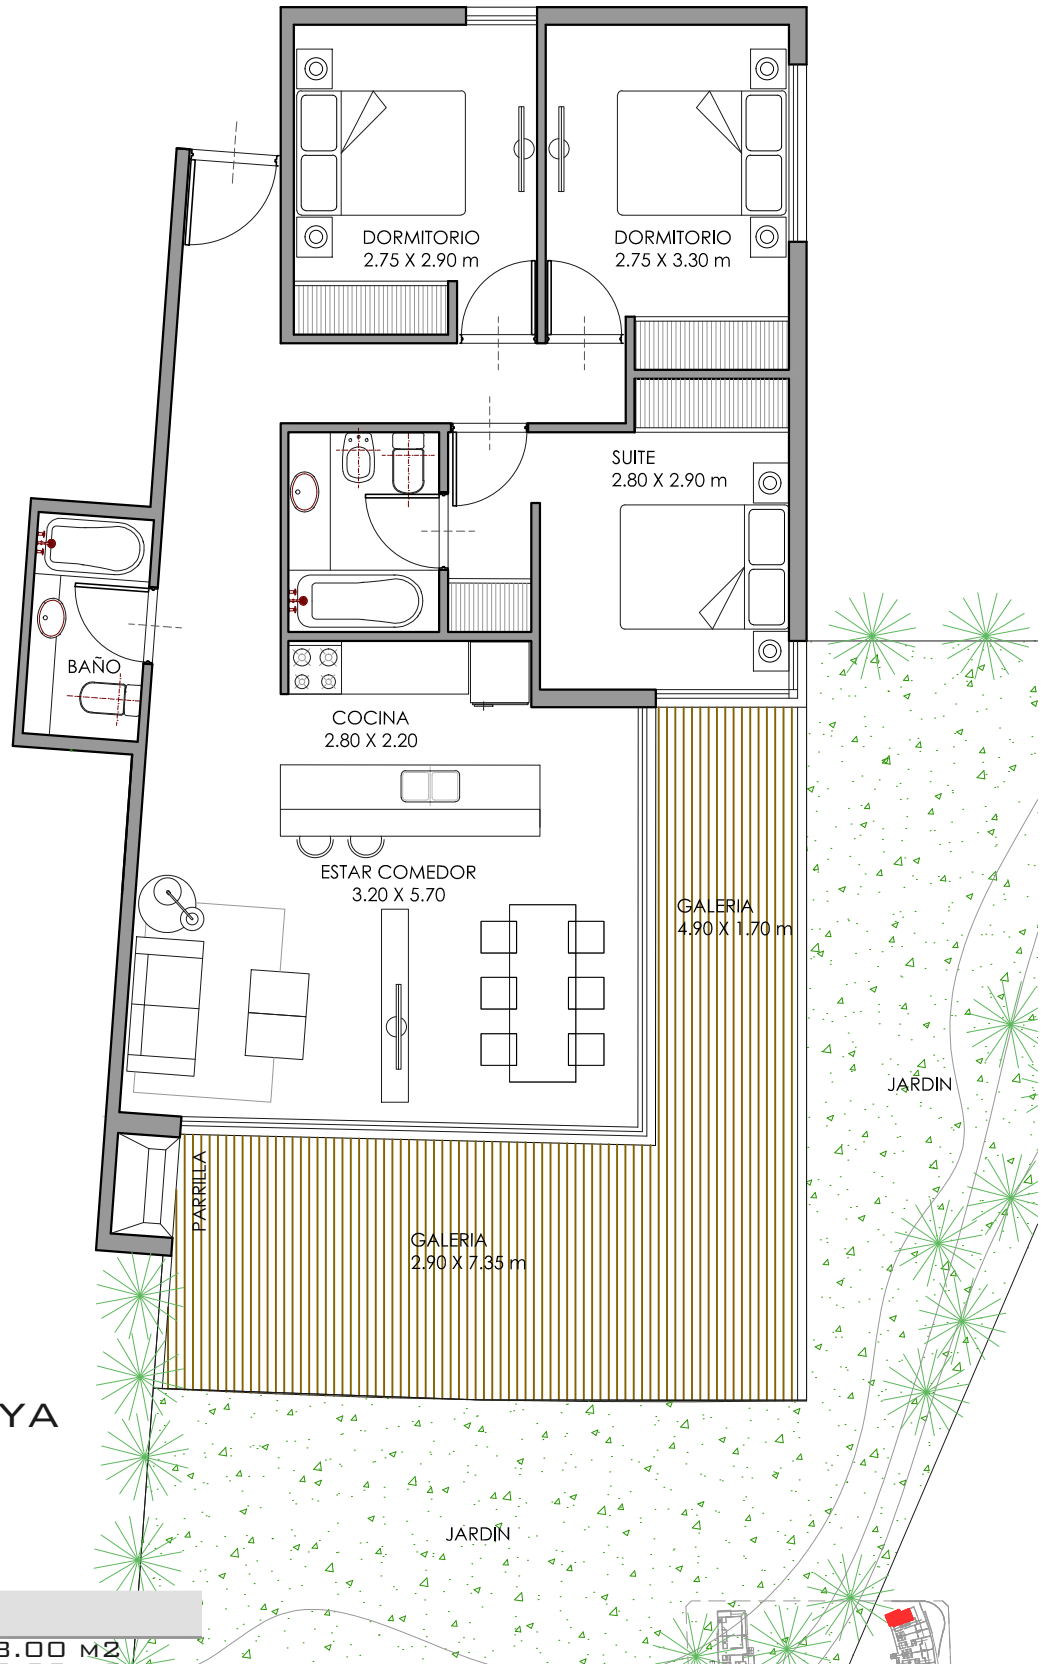 DORMITORIO
2.75 X 2.90 m
DORMITORIO
2.75 X 3.30 m
SUITE
2.80 X 2.90 m
BAÑO
COCINA
2.80 X 2.20
ESTAR COMEDOR
3.20 X 5.70
GALERIA
4.90 X 1.70 m
JARDIN
PARRILLA
GALERIA
2.90 X 7.35 m
YA
JARDIN
8.00 M2